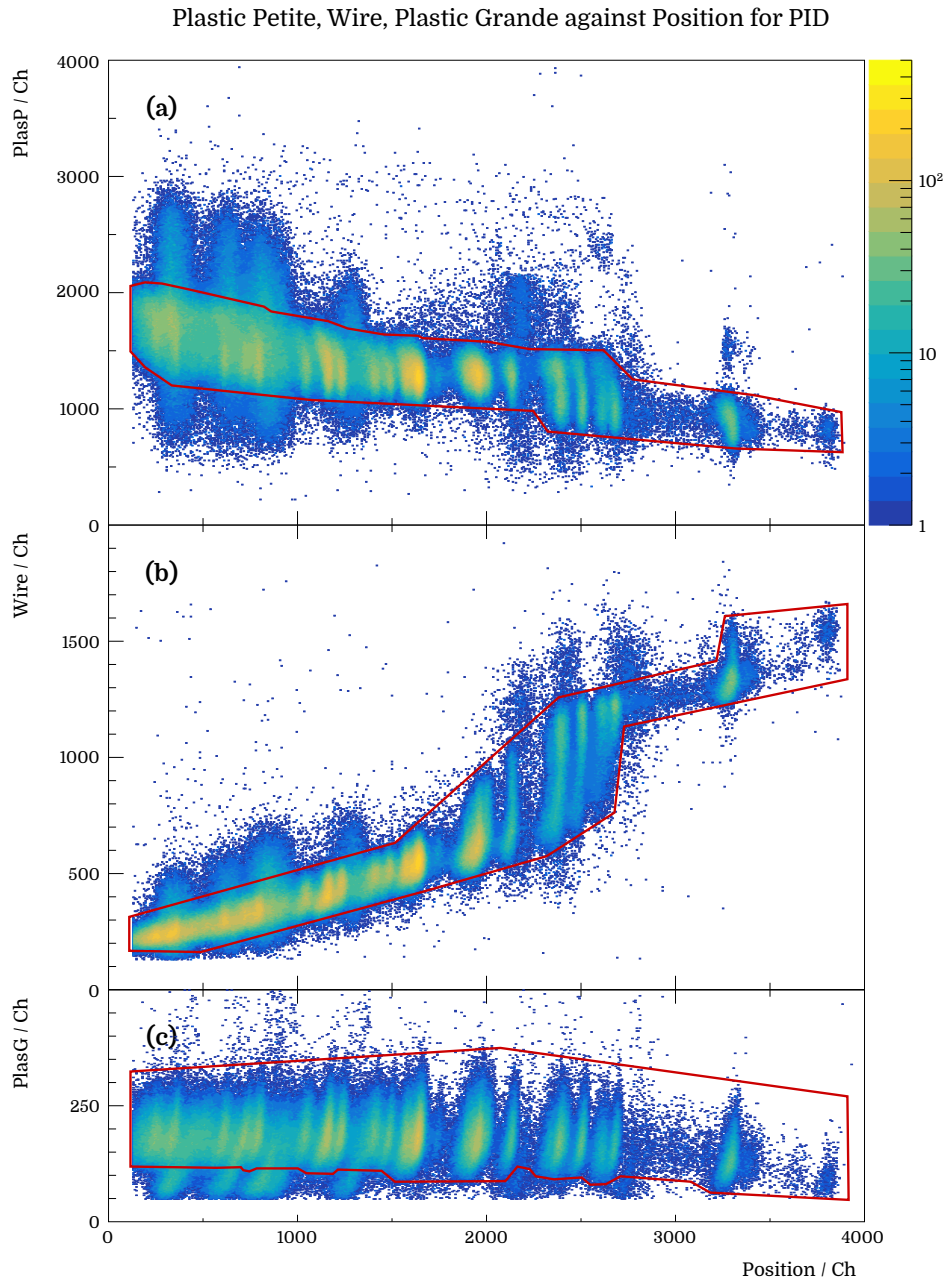 Plastic Petite, Wire, Plastic Grande against Position for PID
PlasP / Ch
4000
3000
2000
1000
0
(a)
10²
10
1
Wire / Ch
1500
1000
500
0
(b)
PlasG / Ch
250
0
(c)
0
1000
2000
3000
4000
Position / Ch